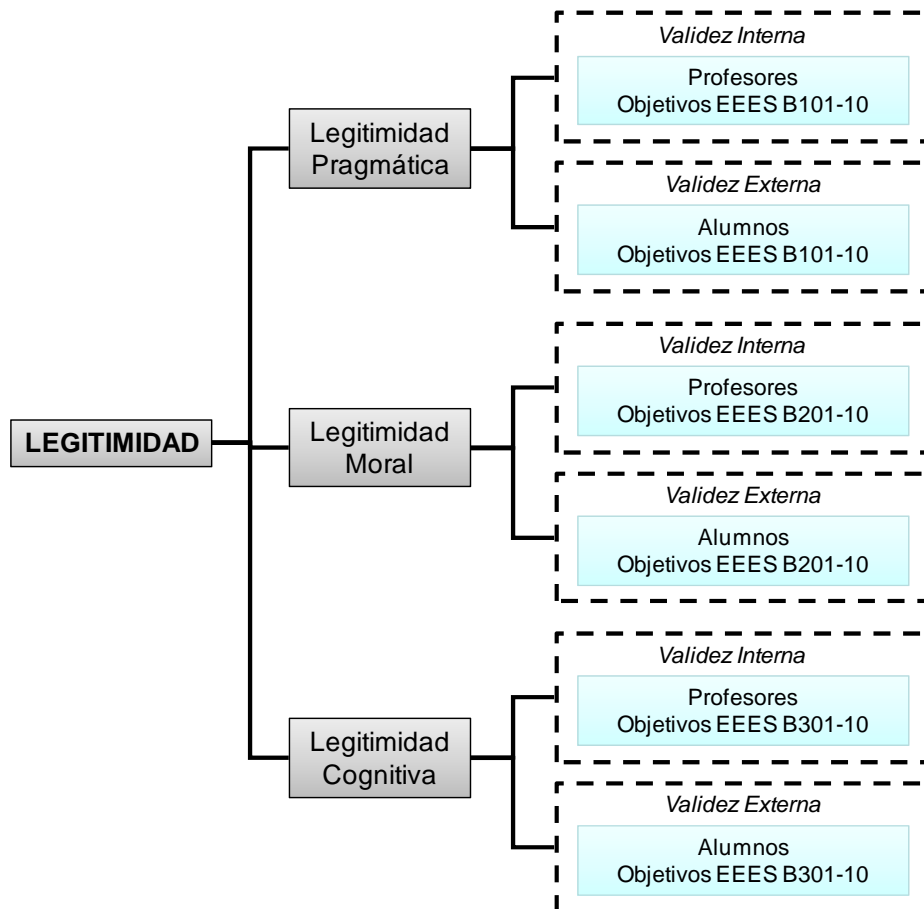 LEGITIMIDAD
Legitimidad
Pragmática
Validez Interna
Profesores
Objetivos EEES B101-10
Validez Externa
Alumnos
Objetivos EEES B101-10
Legitimidad
Moral
Validez Interna
Profesores
Objetivos EEES B201-10
Validez Externa
Alumnos
Objetivos EEES B201-10
Legitimidad
Cognitiva
Validez Interna
Profesores
Objetivos EEES B301-10
Validez Externa
Alumnos
Objetivos EEES B301-10